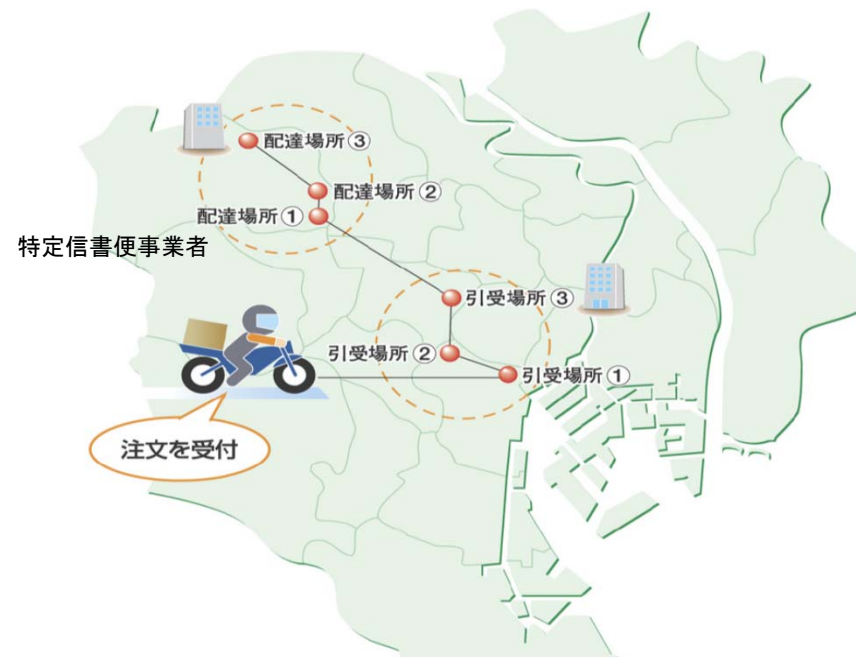 配達場所③
配達場所②
配達場所①
特定信書便事業者
引受場所③
引受場所②
引受場所①
注文を受付